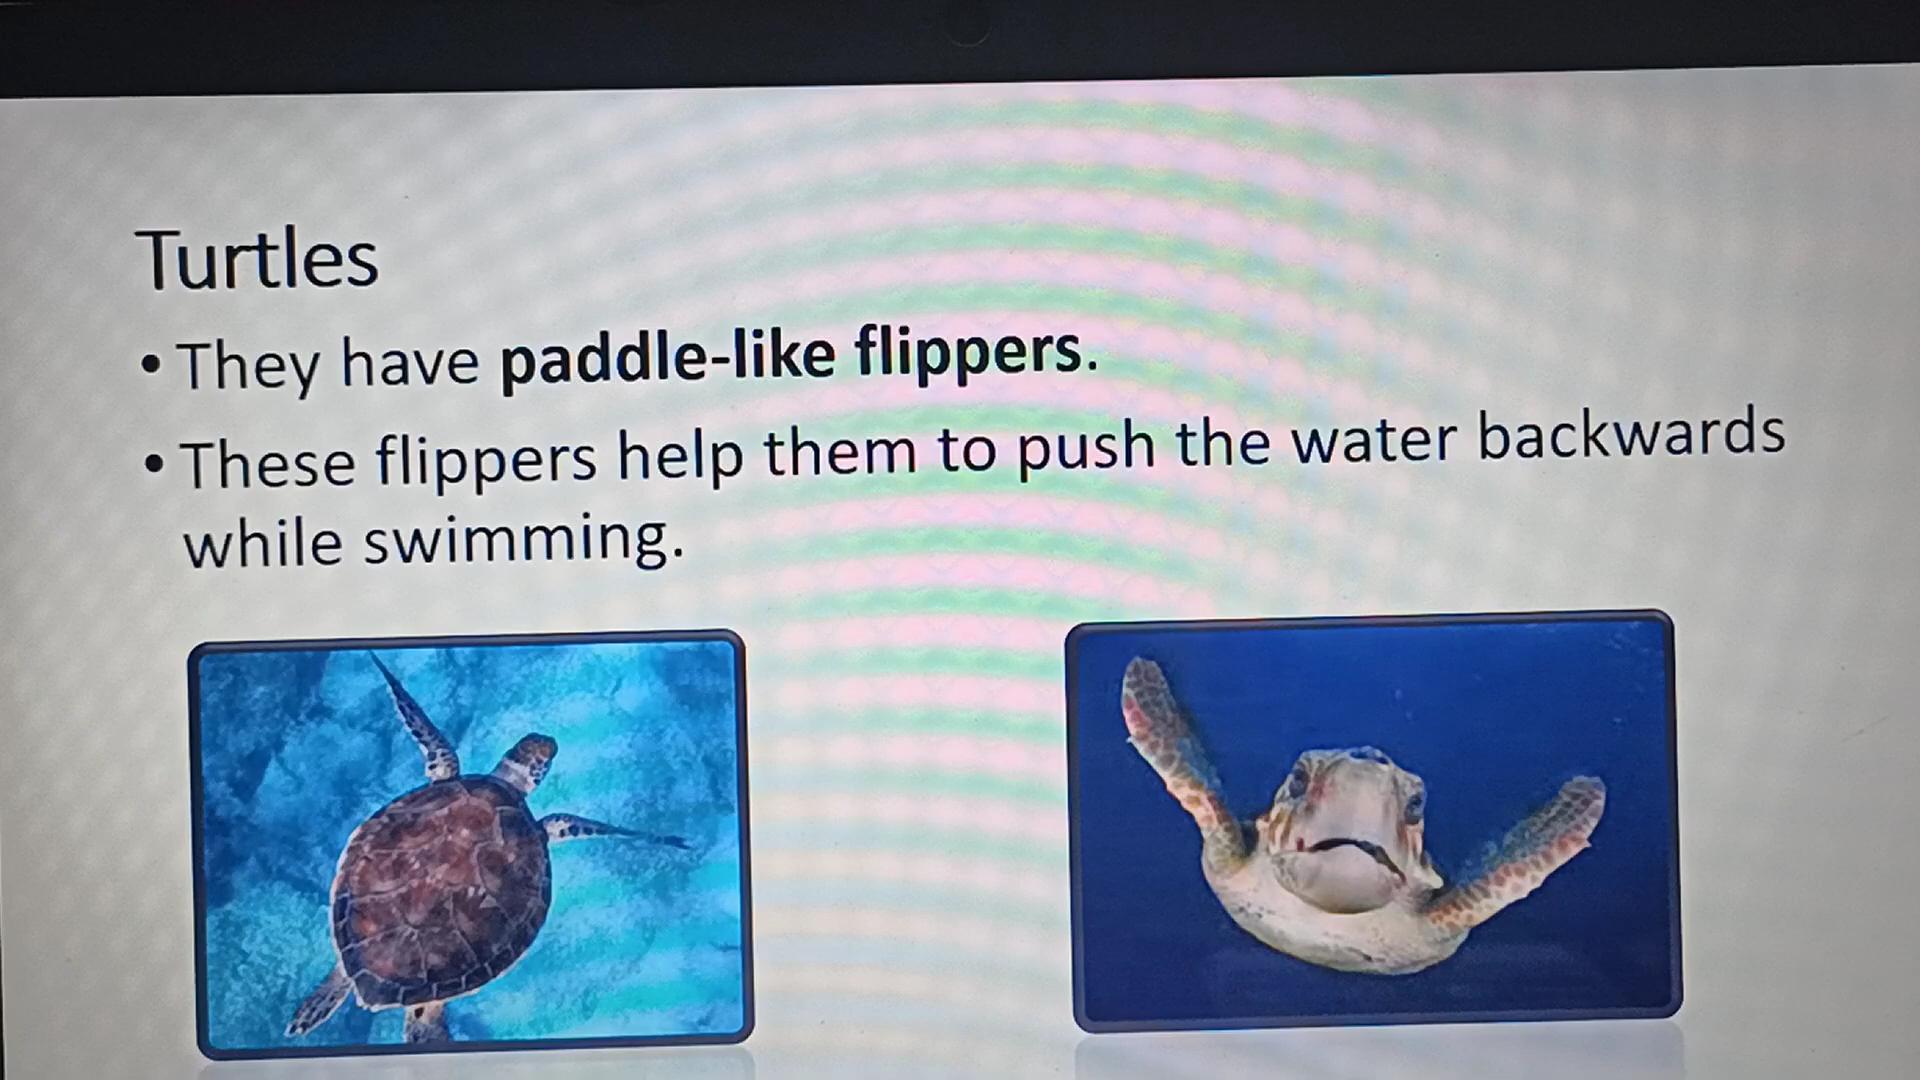 Turtles
• They have paddle-like flippers.
• These flippers help them to push the water backwards
while swimming.